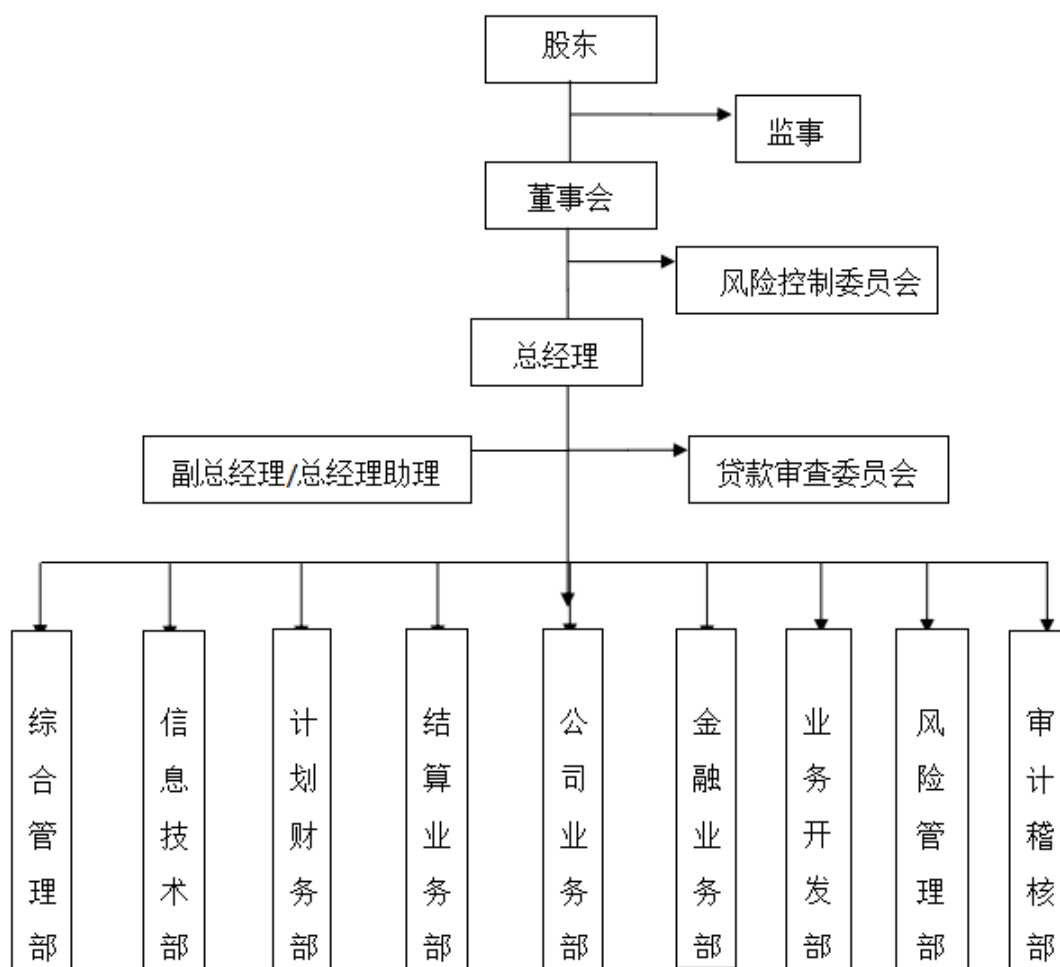 股东
监事
董事会
风险控制委员会
总经理
副总经理/总经理助理
贷款审查委员会
综合管理部
信息技术部
计划财务部
结算业务部
公司业务部
金融业务部
业务开发部
风险管理部
审计稽核部